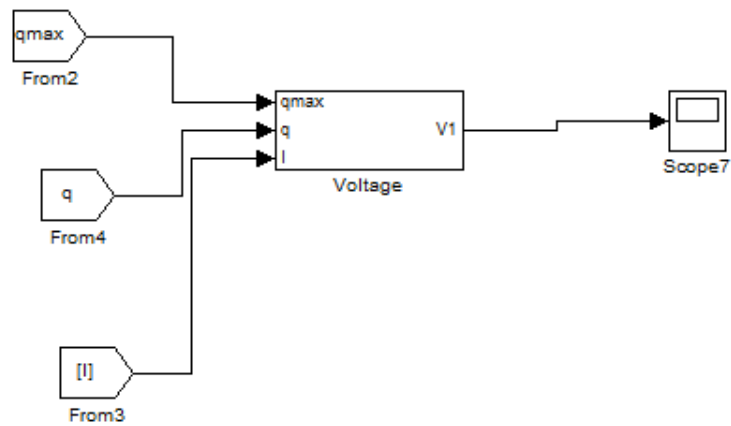 qmax
From2
qmax
q
I
V1
Voltage
Scope7
q
From4
[I]
From3